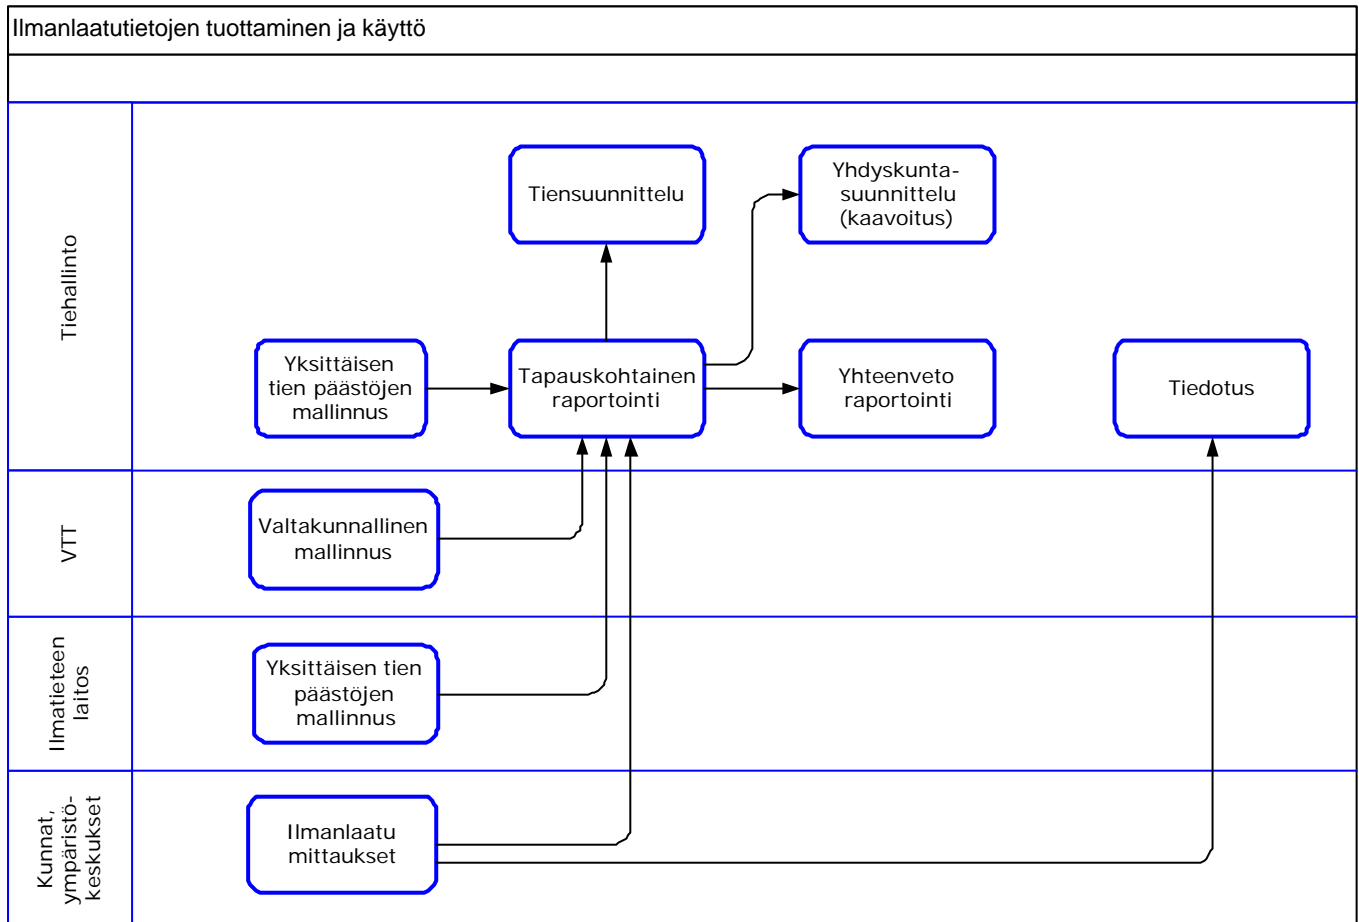 Ilmanlaatutietojen tuottaminen ja käyttö
Tiehallinto
Tiensuunnittelu
Yhdyskunta-
suunnittelu
(kaavoitus)
Yksittäisen
tien päästöjen
mallinnus
Tapauskohtainen
raportointi
Yhteenveto
raportointi
Tiedotus
VTT
Valtakunnallinen
mallinnus
Ilmatieteen
laitos
Yksittäisen tien
päästöjen
mallinnus
Kunnat,
ympäristö-
keskukset
Ilmanlaatu
mittaukset